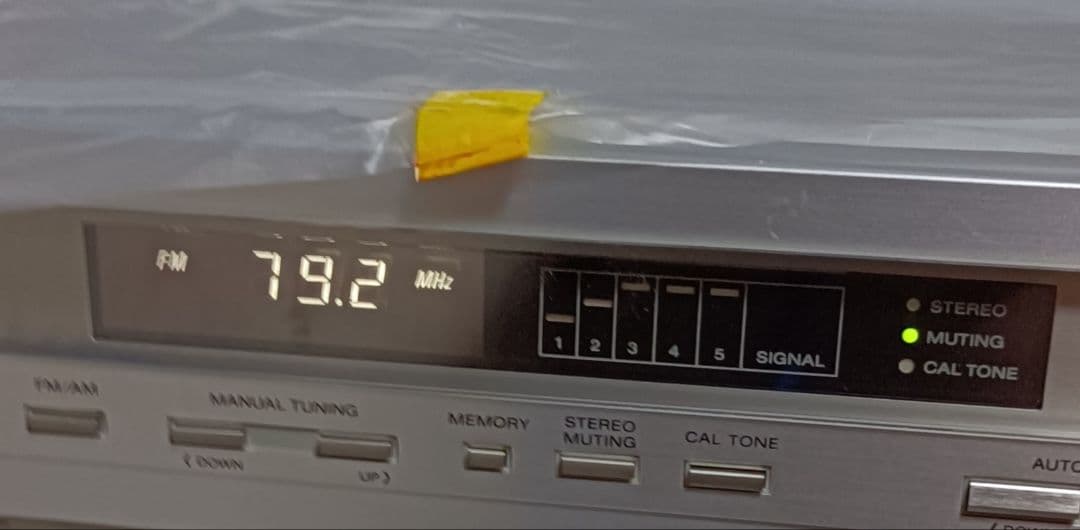 FM 79.2 MHz
1 2 3 4 5 SIGNAL
STEREO
MUTING
CAL TONE
FM/AM
MANUAL TUNING
MEMORY
STEREO
MUTING
CAL TONE
AUTO
❬ DOWN
UP ❭